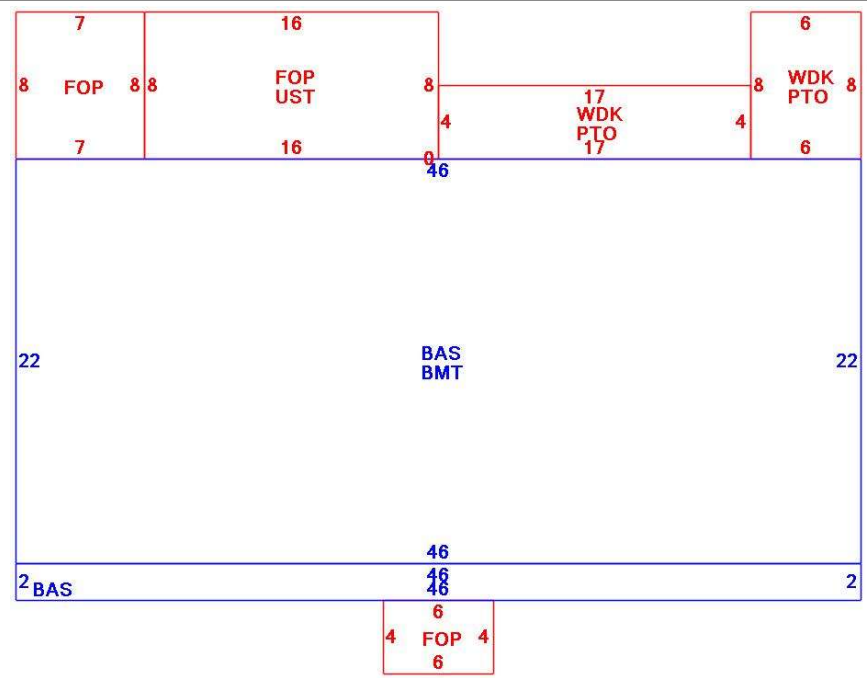 7 16 6
8 FOP 8 8 FOP 8 8 WDK 8
UST PTO
17
4 WDK 4
PTO
7 16 0 17 6
46
22 BAS 22
BMT
46
46
2 BAS 46 2
6
4 FOP 4
6